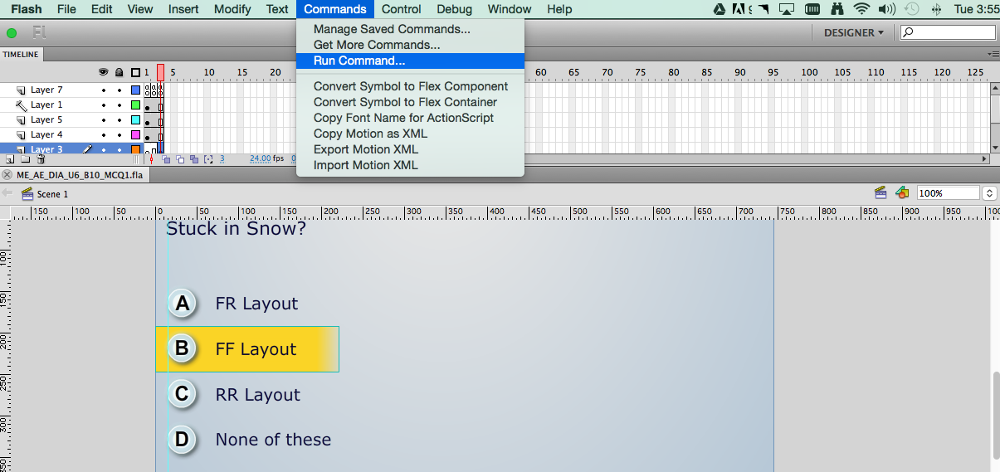 Flash File Edit View Insert Modify Text Commands Control Debug Window Help Tue 3:55
Fl DESIGNER
Manage Saved Commands...
Get More Commands...
Run Command...
Convert Symbol to Flex Component
Convert Symbol to Flex Container
Copy Font Name for ActionScript
Copy Motion as XML
Export Motion XML
Import Motion XML
TIMELINE
1 5 10 15 20 60 65 70 75 80 85 90 95 100 105 110 115 120 125
Layer 7
Layer 1
Layer 5
Layer 4
Layer 3
3 24.00 fps
ME_AE_DIA_U6_B10_MCQ1.fla
Scene 1 100%
150 100 50 0 50 100 150 200 250 300 350 400 450 500 550 600 650 700 750 800 850 900 950
100
150
200
250
300
350
Stuck in Snow?
A FR Layout
B FF Layout
C RR Layout
D None of these